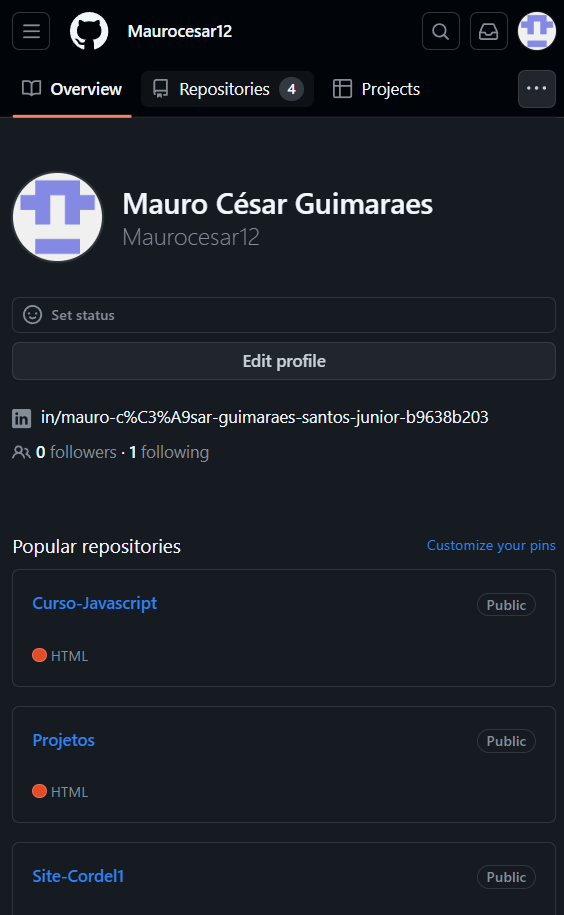 Maurocesar12
Overview Repositories 4 Projects
Mauro César Guimaraes
Maurocesar12
Set status
Edit profile
in/mauro-c%C3%A9sar-guimaraes-santos-junior-b9638b203
0 followers · 1 following
Popular repositories Customize your pins
Curso-Javascript Public
HTML
Projetos Public
HTML
Site-Cordel1 Public